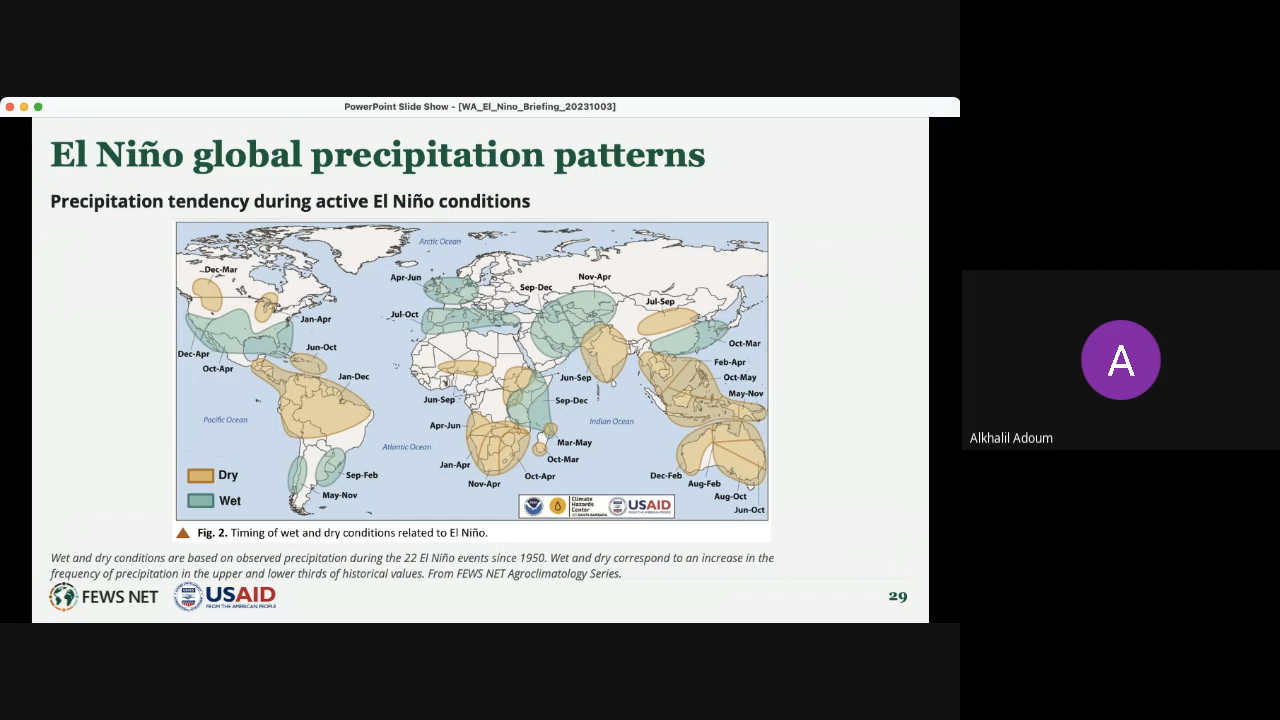 PowerPoint Slide Show - [WA_El_Nino_Briefing_20231003]
El Niño global precipitation patterns
Precipitation tendency during active El Niño conditions
Arctic Ocean
Dec-Mar
Apr-Jun
Nov-Apr
Sep-Dec
Jul-Sep
Jul-Oct
Jan-Apr
Oct-Mar
Jun-Oct
Dec-Apr
Feb-Apr
Oct-Apr
Jan-Dec
Jun-Sep
Oct-May
May-Nov
Jun-Sep
Sep-Dec
Pacific Ocean
Apr-Jun
Indian Ocean
Atlantic Ocean
Mar-May
Oct-Mar
Jan-Apr
Dry
Sep-Feb
Oct-Apr
Dec-Feb
Nov-Apr
Aug-Feb
Wet
May-Nov
Aug-Oct
Climate
Hazards
Center
USAID
Jun-Oct
Fig. 2. Timing of wet and dry conditions related to El Niño.
Wet and dry conditions are based on observed precipitation during the 22 El Niño events since 1950. Wet and dry correspond to an increase in the
frequency of precipitation in the upper and lower thirds of historical values. From FEWS NET Agroclimatology Series.
FEWS NET
USAID
FROM THE AMERICAN PEOPLE
29
A
Alkhalil Adoum